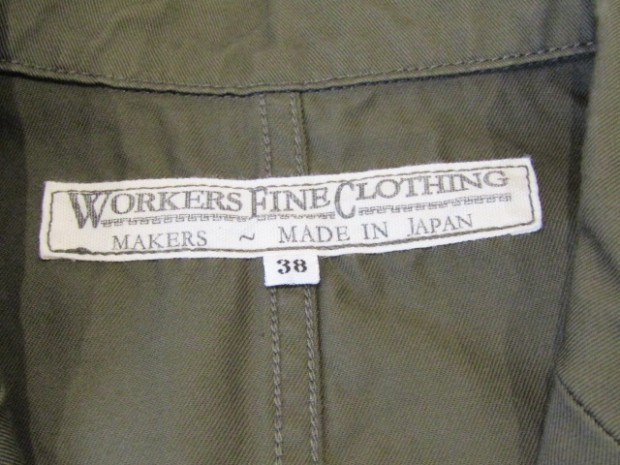 WORKERS FINE CLOTHING
MAKERS ~ MADE IN JAPAN
38